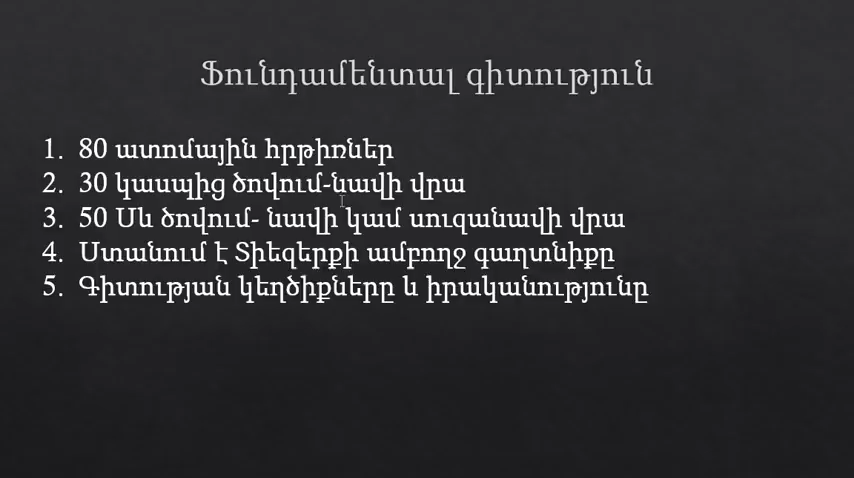 Ֆունդամենտալ գիտություն
1. 80 ատոմային հրթիռներ
2. 30 կասպից ծովում-նավի վրա
3. 50 Սև ծովում- նավի կամ սուզանավի վրա
4. Ստանում է Տիեզերքի ամբողջ գաղտնիքը
5. Գիտության կեղծիքները և իրականությունը